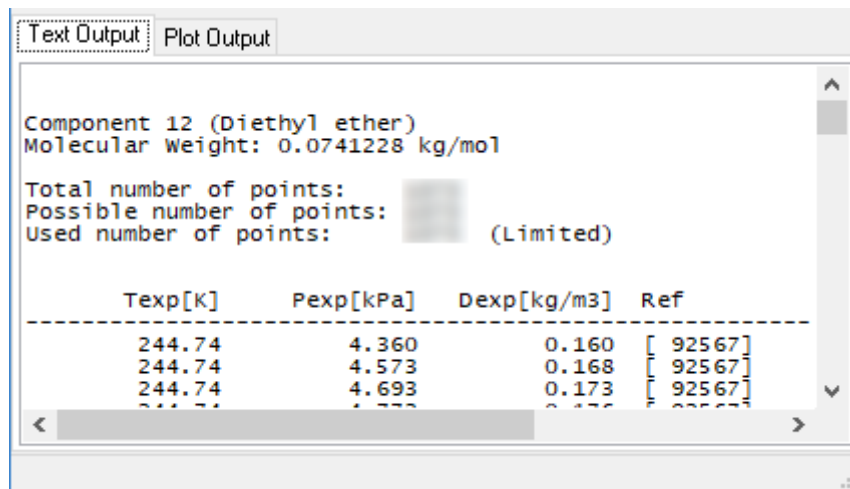 Text Output Plot Output
Component 12 (Diethyl ether)
Molecular Weight: 0.0741228 kg/mol
Total number of points:
Possible number of points:
Used number of points: (Limited)
Texp[K] Pexp[kPa] Dexp[kg/m3] Ref
--------------------------------------------------------------
244.74 4.360 0.160 [ 92567]
244.74 4.573 0.168 [ 92567]
244.74 4.693 0.173 [ 92567]